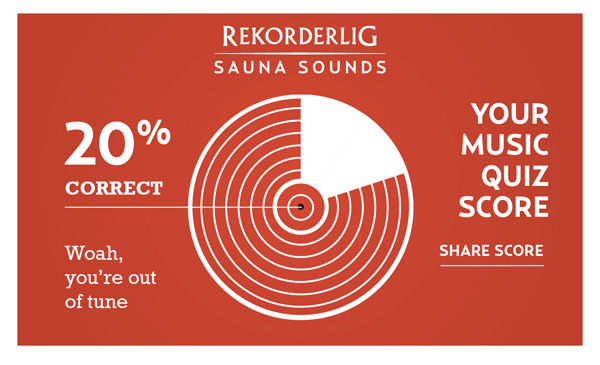 REKORDERLIG
SAUNA SOUNDS
20%
CORRECT
Woah,
you're out
of tune
YOUR
MUSIC
QUIZ
SCORE
SHARE SCORE